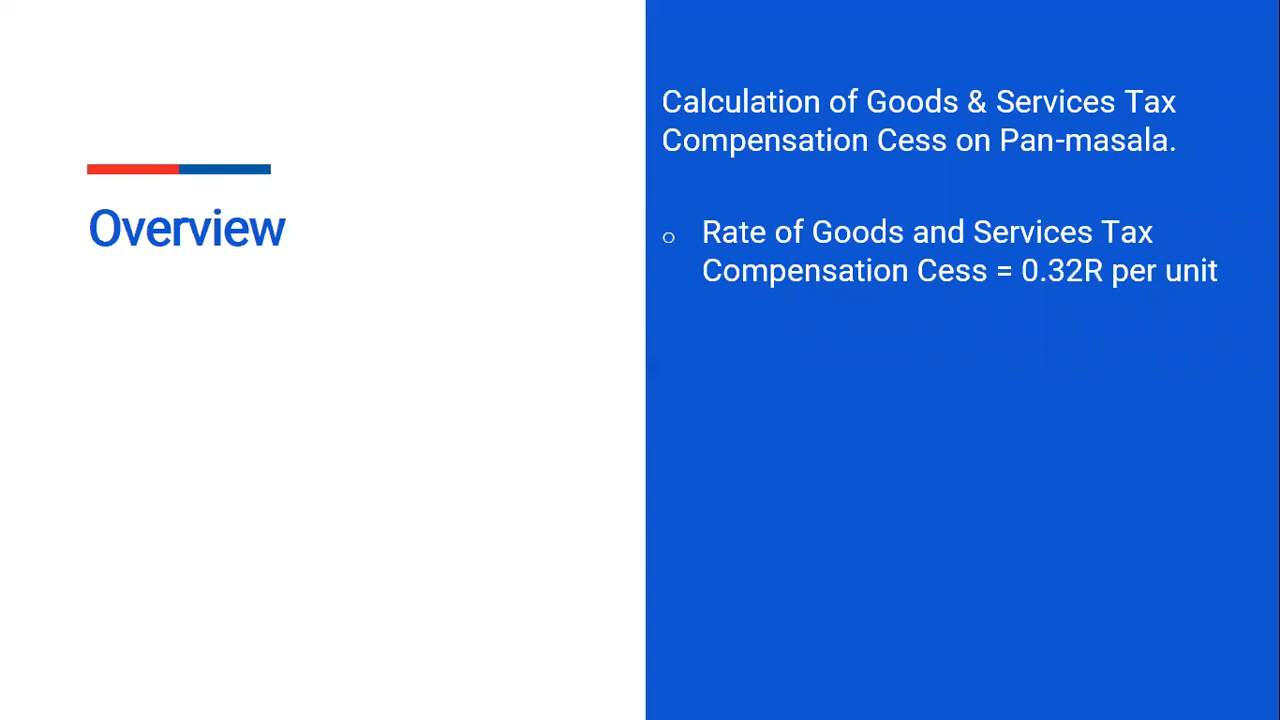 Overview
Calculation of Goods & Services Tax
Compensation Cess on Pan-masala.
o Rate of Goods and Services Tax
Compensation Cess = 0.32R per unit